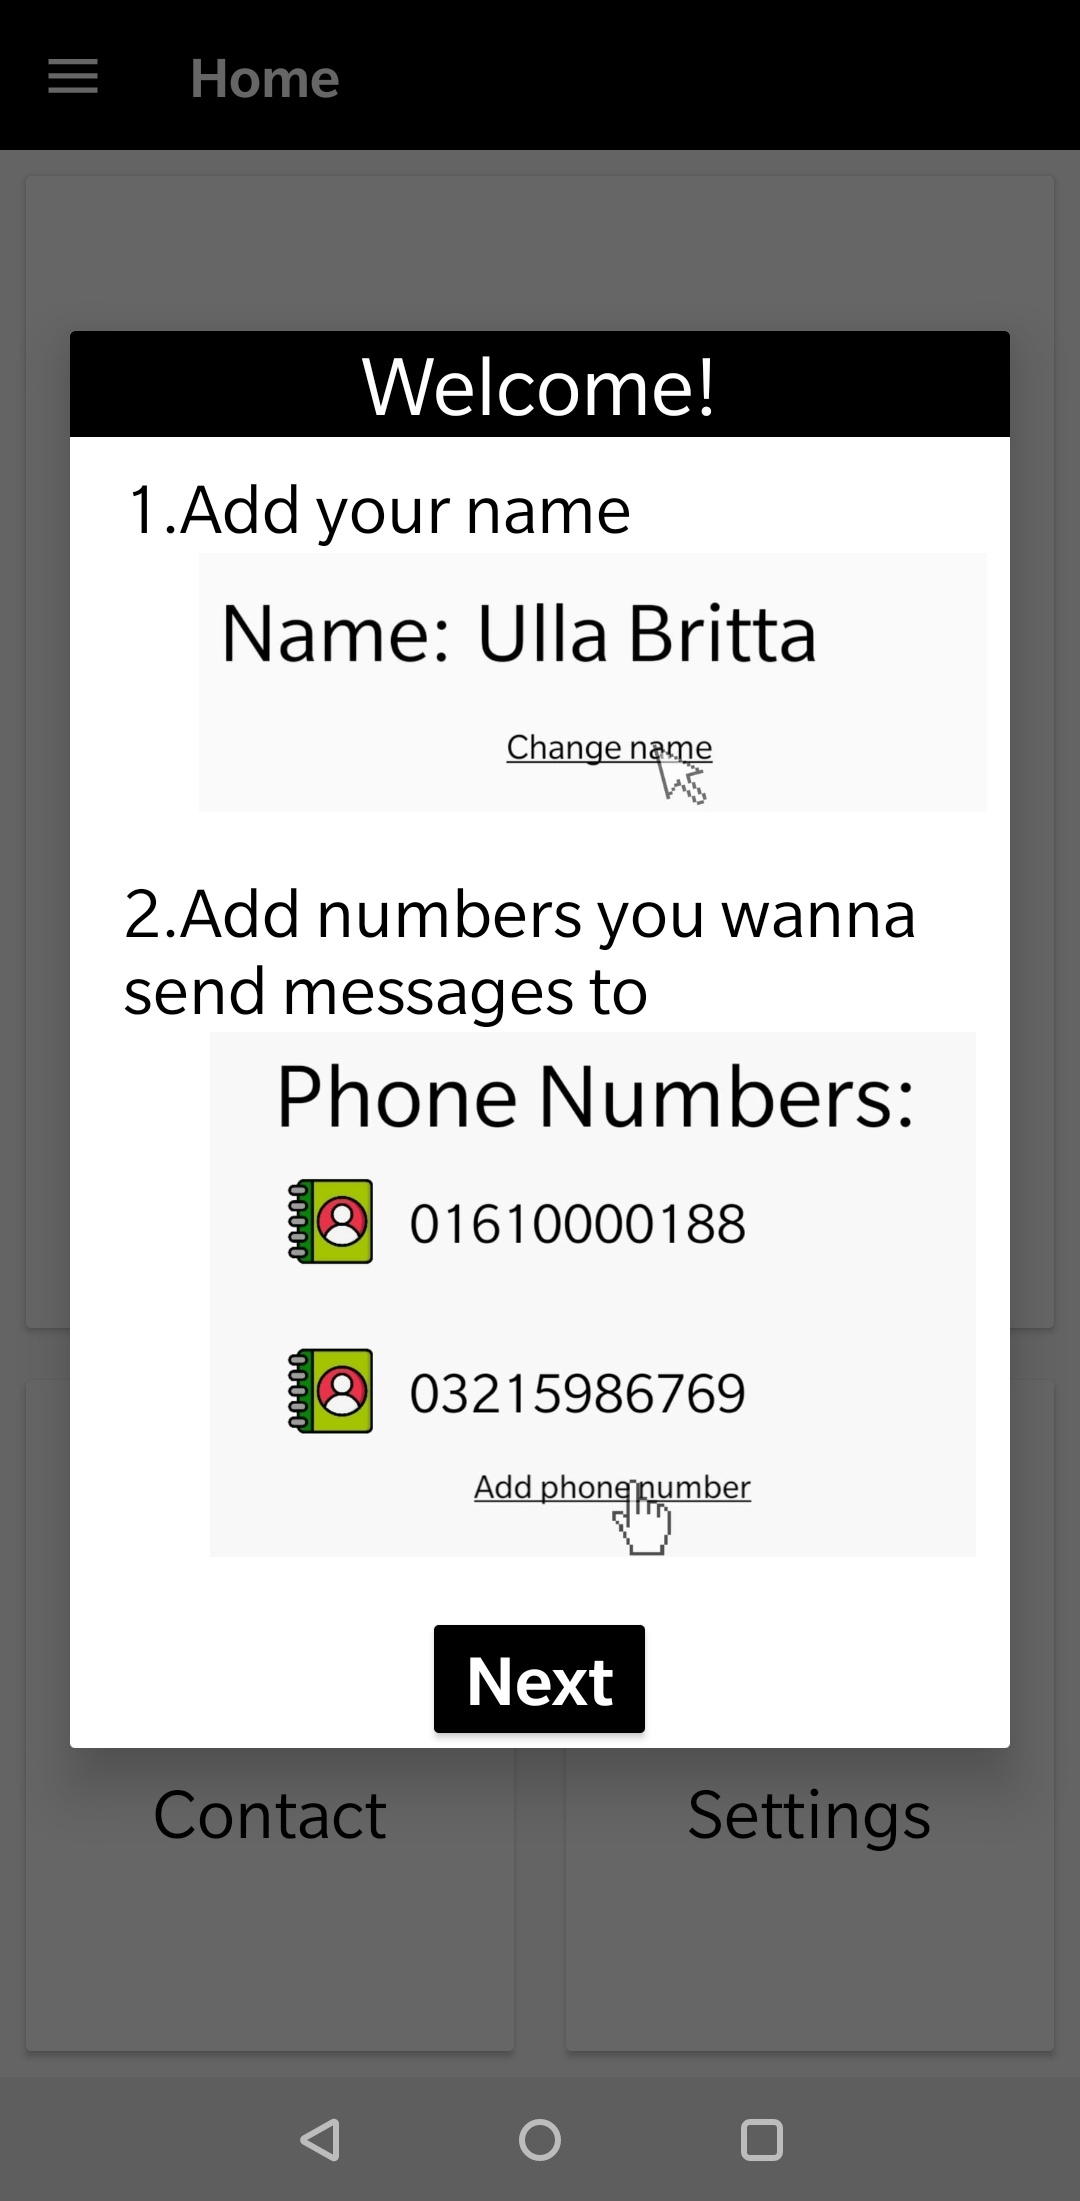 Home
Welcome!
1.Add your name
Name: Ulla Britta
Change name
2.Add numbers you wanna
send messages to
Phone Numbers:
01610000188
03215986769
Add phone number
Next
Contact
Settings